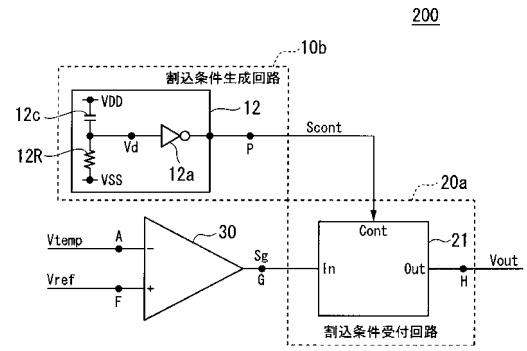 200
10b
割込条件生成回路
VDD
12
12c
Scont
12R
Vd
12a
P
VSS
20a
30
Cont
21
Vtemp
A
−
Sg
In
Out
Vout
Vref
F
+
G
H
割込条件受付回路